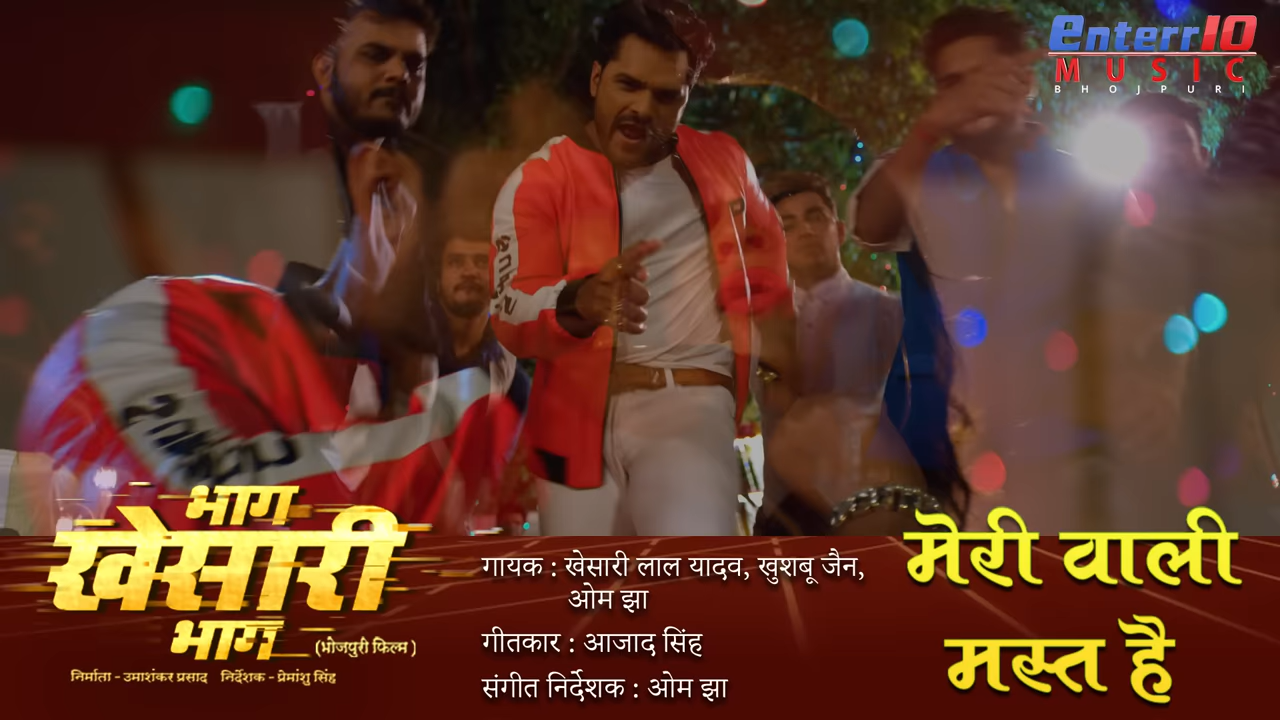 enterr10
MUSIC
BHOJPURI
भाग
खेसारी
भाग
(भोजपुरी फिल्म )
निर्माता - उमाशंकर प्रसाद निर्देशक - प्रेमांशु सिंह
गायक : खेसारी लाल यादव, खुशबू जैन,
ओम झा
गीतकार : आजाद सिंह
संगीत निर्देशक : ओम झा
मेरी वाली
मस्त है